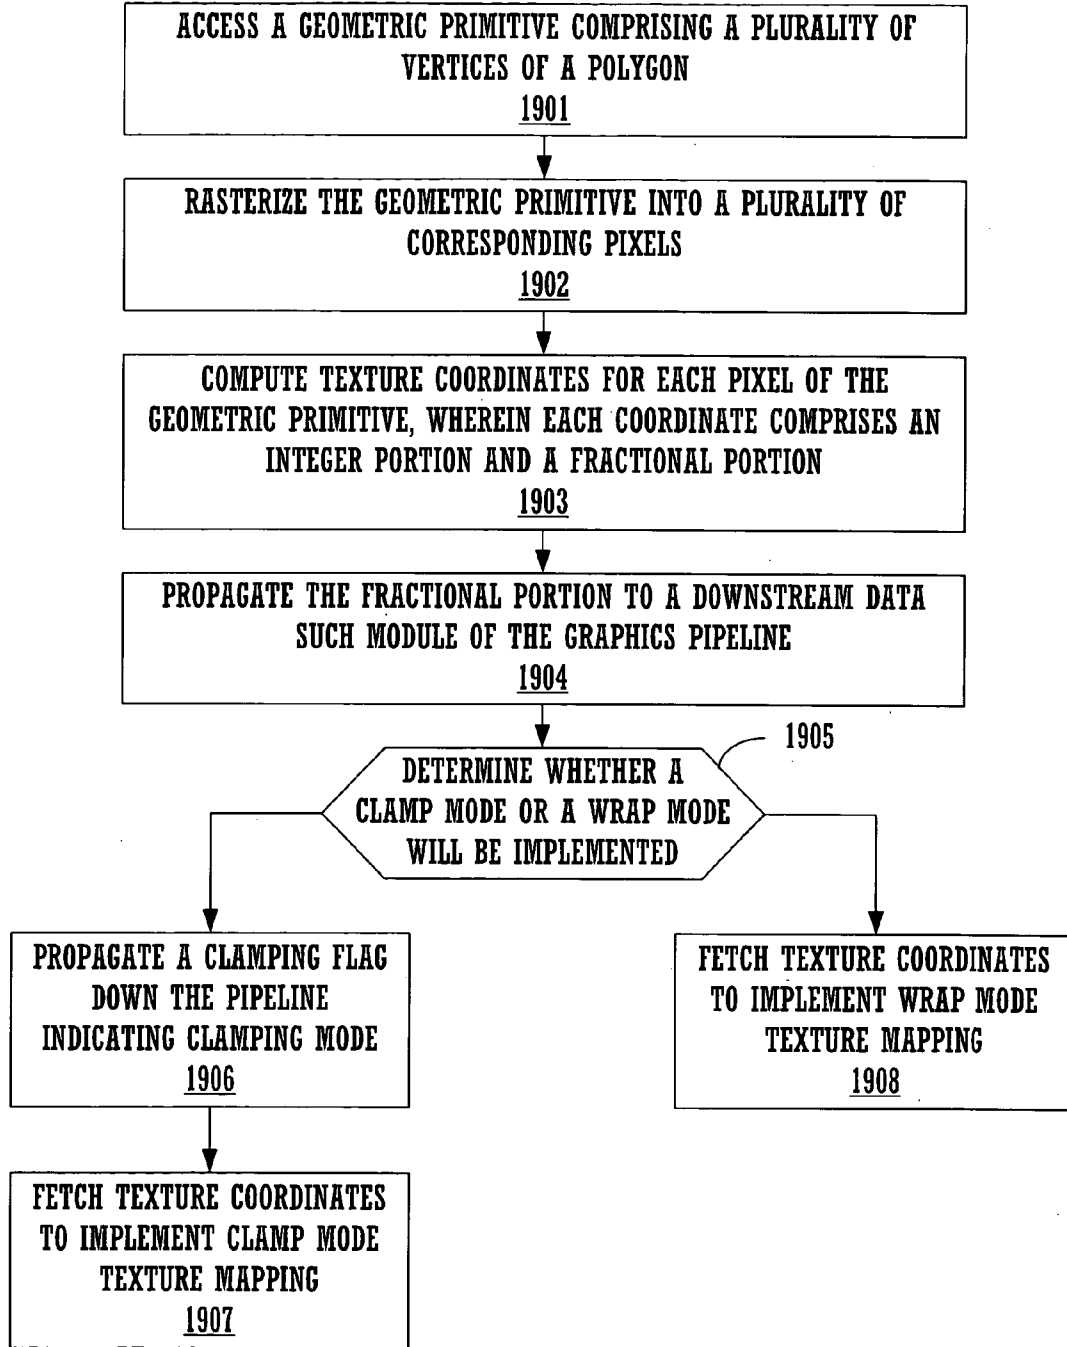 ACCESS A GEOMETRIC PRIMITIVE COMPRISING A PLURALITY OF
VERTICES OF A POLYGON
1901
RASTERIZE THE GEOMETRIC PRIMITIVE INTO A PLURALITY OF
CORRESPONDING PIXELS
1902
COMPUTE TEXTURE COORDINATES FOR EACH PIXEL OF THE
GEOMETRIC PRIMITIVE, WHEREIN EACH COORDINATE COMPRISES AN
INTEGER PORTION AND A FRACTIONAL PORTION
1903
PROPAGATE THE FRACTIONAL PORTION TO A DOWNSTREAM DATA
SUCH MODULE OF THE GRAPHICS PIPELINE
1904
1905
DETERMINE WHETHER A
CLAMP MODE OR A WRAP MODE
WILL BE IMPLEMENTED
PROPAGATE A CLAMPING FLAG
DOWN THE PIPELINE
INDICATING CLAMPING MODE
1906
FETCH TEXTURE COORDINATES
TO IMPLEMENT WRAP MODE
TEXTURE MAPPING
1908
FETCH TEXTURE COORDINATES
TO IMPLEMENT CLAMP MODE
TEXTURE MAPPING
1907